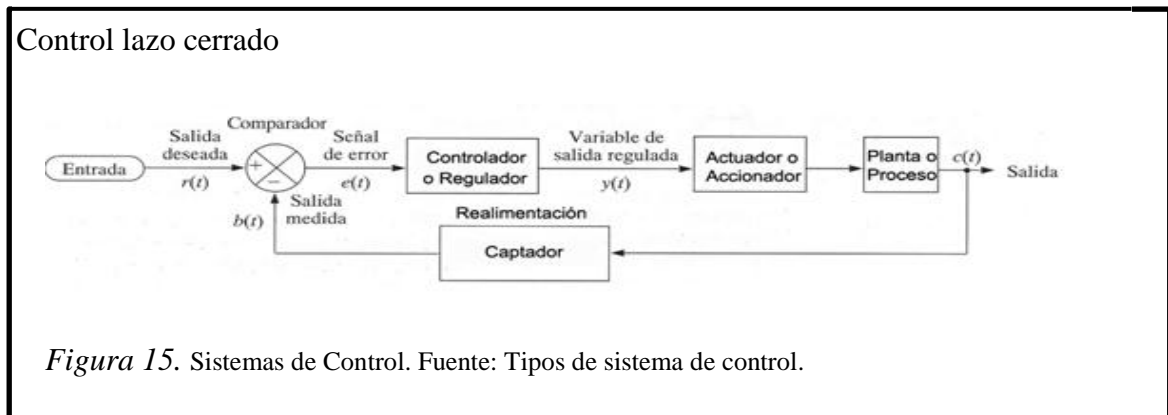 Control lazo cerrado
Entrada
Salida
deseada
r(t)
Comparador
+
−
Señal
de error
e(t)
Controlador
o Regulador
Variable de
salida regulada
y(t)
Actuador o
Accionador
Planta o
Proceso
c(t)
Salida
b(t)
Salida
medida
Realimentación
Captador
Figura 15. Sistemas de Control. Fuente: Tipos de sistema de control.